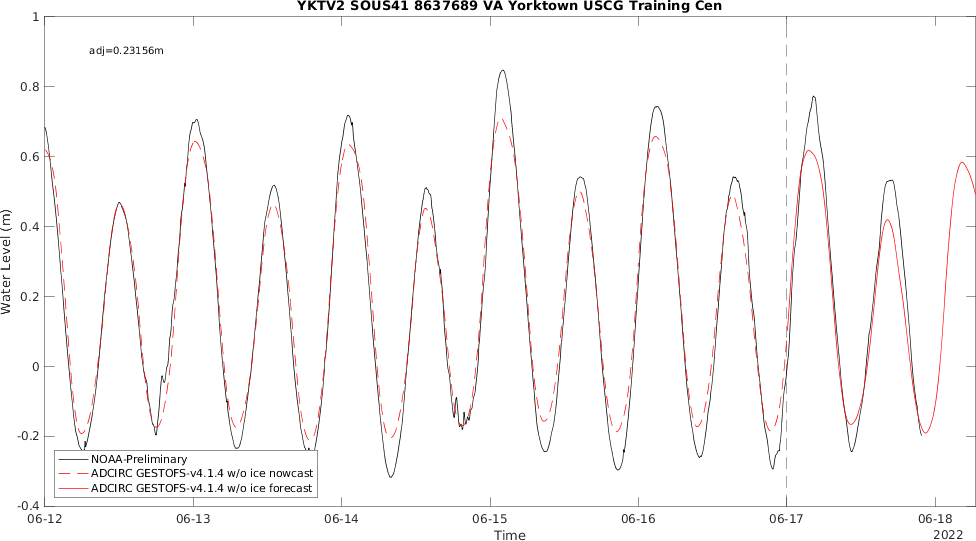 YKTV2 SOUS41 8637689 VA Yorktown USCG Training Cen
adj=0.23156m
1
0.8
0.6
0.4
0.2
0
-0.2
-0.4
Water Level (m)
NOAA-Preliminary
ADCIRC GESTOFS-v4.1.4 w/o ice nowcast
ADCIRC GESTOFS-v4.1.4 w/o ice forecast
06-12 06-13 06-14 06-15 06-16 06-17 06-18
Time
2022